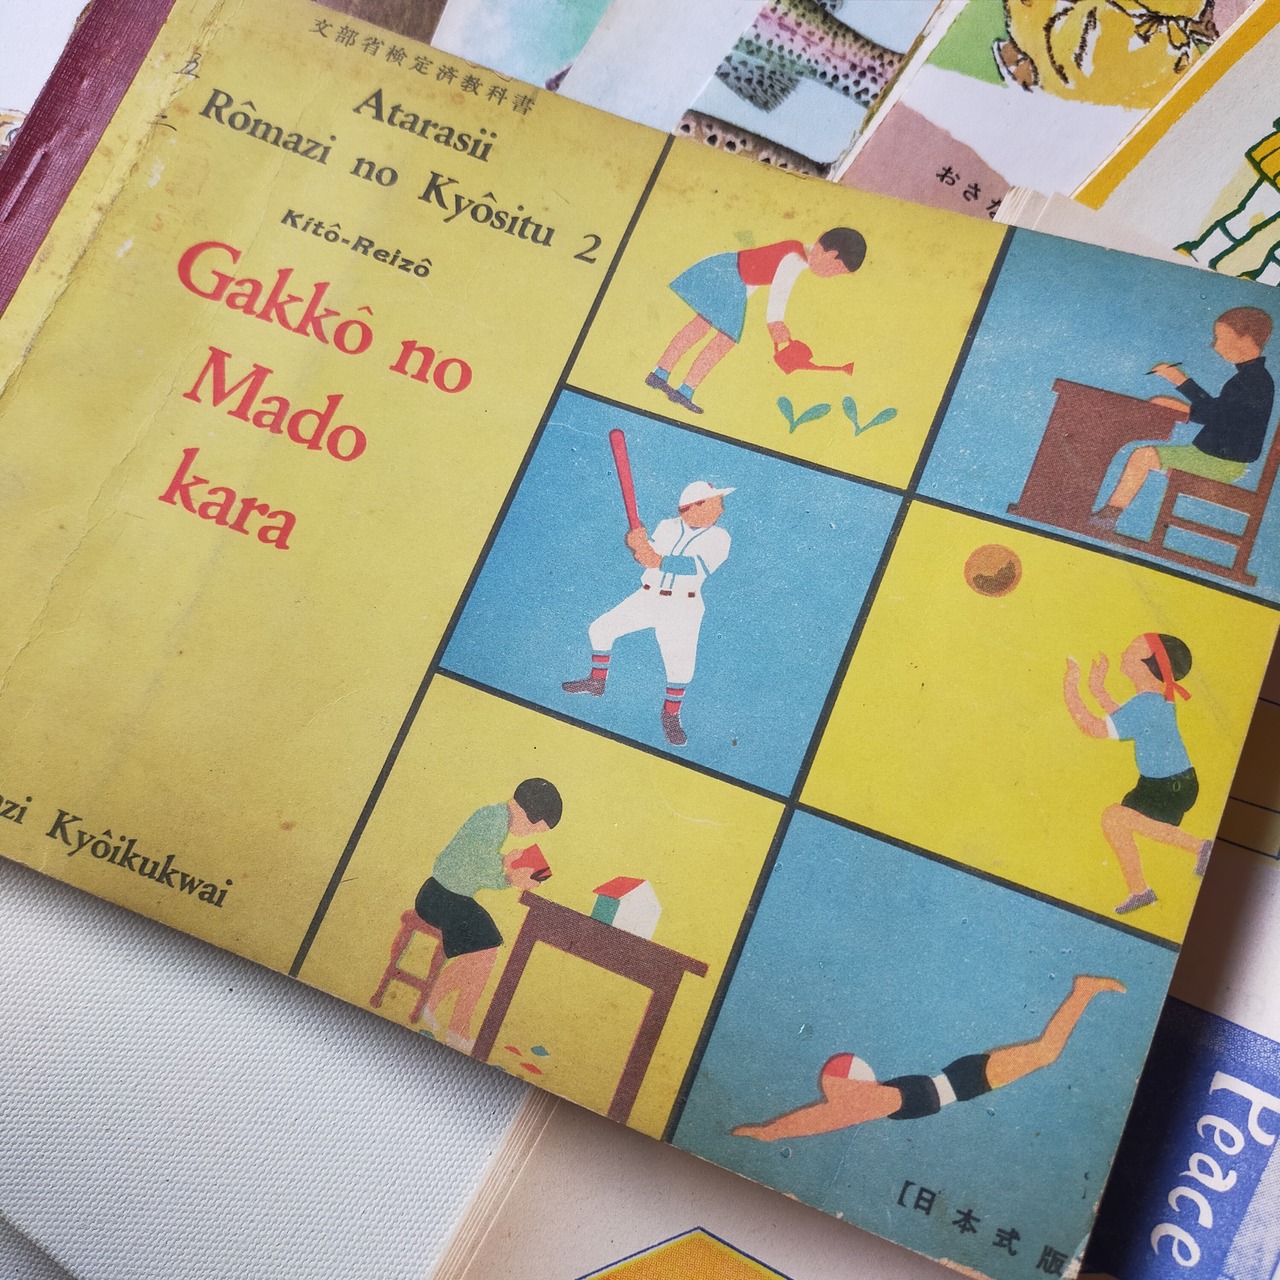 文部省検定済教科書
Atarasii
Rômazi no Kyôsitu 2
Kitô-Reizô
Gakkô no
Mado
kara
azi Kyôikukwai
【日本式版
おさな
Peace